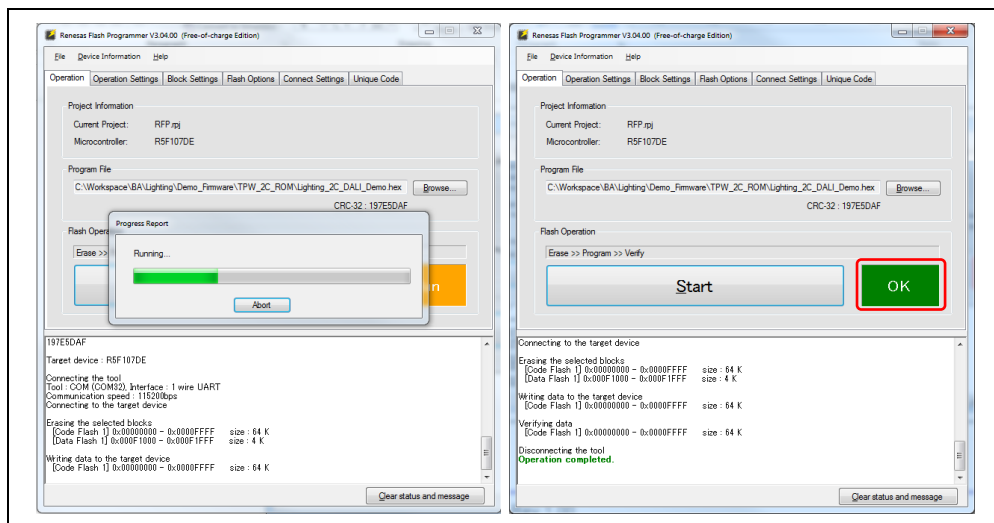 Renesas Flash Programmer V3.04.00 (Free-of-charge Edition)
File Device Information Help
Operation Operation Settings Block Settings Flash Options Connect Settings Unique Code
Project Information
Current Project: RFP.rpj
Microcontroller: R5F107DE
Program File
C:\Workspace\BA\Lighting\Demo_Firmware\TPW_2C_ROM\Lighting_2C_DALI_Demo.hex Browse...
CRC-32 : 197E5DAF
Flash Opera
Erase >>
Progress Report
Running...
Abort
197E5DAF
Target device : R5F107DE
Connecting the tool
Tool : COM (COM32), Interface : 1 wire UART
Communication speed : 115200bps
Connecting to the target device
Erasing the selected blocks
[Code Flash 1] 0x00000000 - 0x0000FFFF size : 64 K
[Data Flash 1] 0x000F1000 - 0x000F1FFF size : 4 K
Writing data to the target device
[Code Flash 1] 0x00000000 - 0x0000FFFF size : 64 K
Clear status and message
Renesas Flash Programmer V3.04.00 (Free-of-charge Edition)
File Device Information Help
Operation Operation Settings Block Settings Flash Options Connect Settings Unique Code
Project Information
Current Project: RFP.rpj
Microcontroller: R5F107DE
Program File
C:\Workspace\BA\Lighting\Demo_Firmware\TPW_2C_ROM\Lighting_2C_DALI_Demo.hex Browse...
CRC-32 : 197E5DAF
Flash Operation
Erase >> Program >> Verify
Start OK
Connecting to the target device
Erasing the selected blocks
[Code Flash 1] 0x00000000 - 0x0000FFFF size : 64 K
[Data Flash 1] 0x000F1000 - 0x000F1FFF size : 4 K
Writing data to the target device
[Code Flash 1] 0x00000000 - 0x0000FFFF size : 64 K
Verifying data
[Code Flash 1] 0x00000000 - 0x0000FFFF size : 64 K
Disconnecting the tool
Operation completed.
Clear status and message